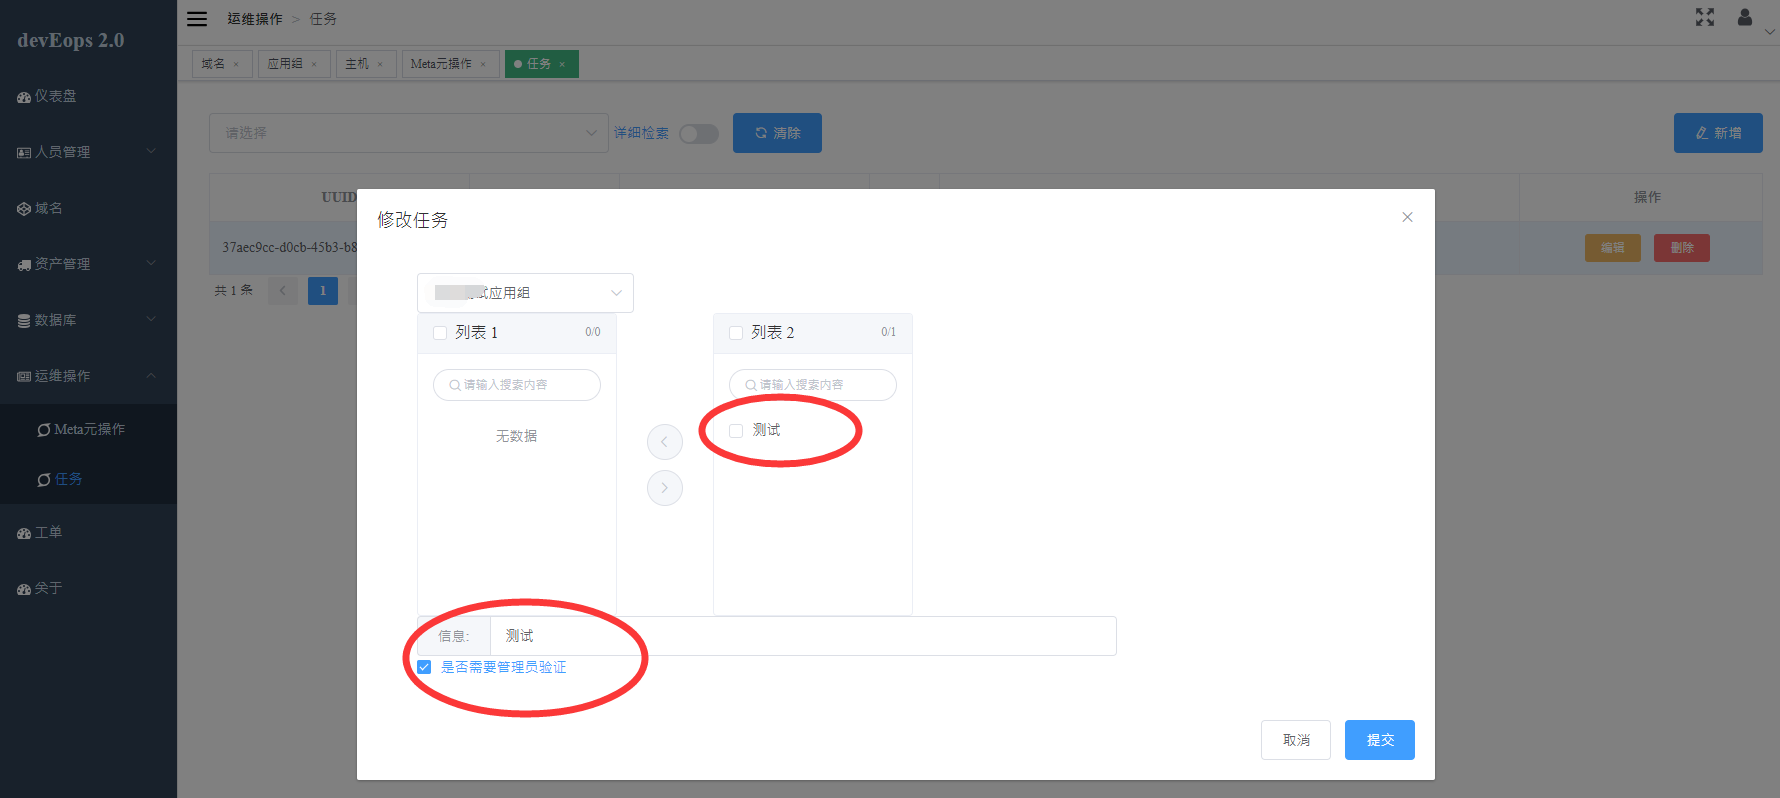 devEops 2.0
仪表盘
人员管理
域名
资产管理
数据库
运维操作
Meta元操作
任务
工单
关于
运维操作 > 任务
域名 ×
应用组 ×
主机 ×
Meta元操作 ×
任务 ×
请选择
详细检索
清除
新增
UUID
操作
37aec9cc-d0cb-45b3-b8
编辑
删除
共 1 条
1
修改任务
试应用组
列表 1
0/0
请输入搜索内容
无数据
列表 2
0/1
请输入搜索内容
测试
信息:
测试
是否需要管理员验证
取消
提交